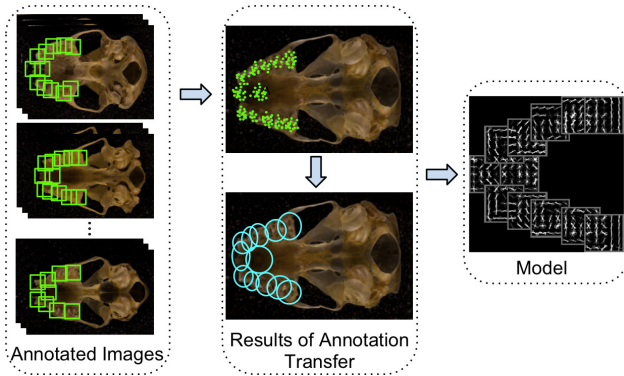 Annotated Images
Results of Annotation
Transfer
Model